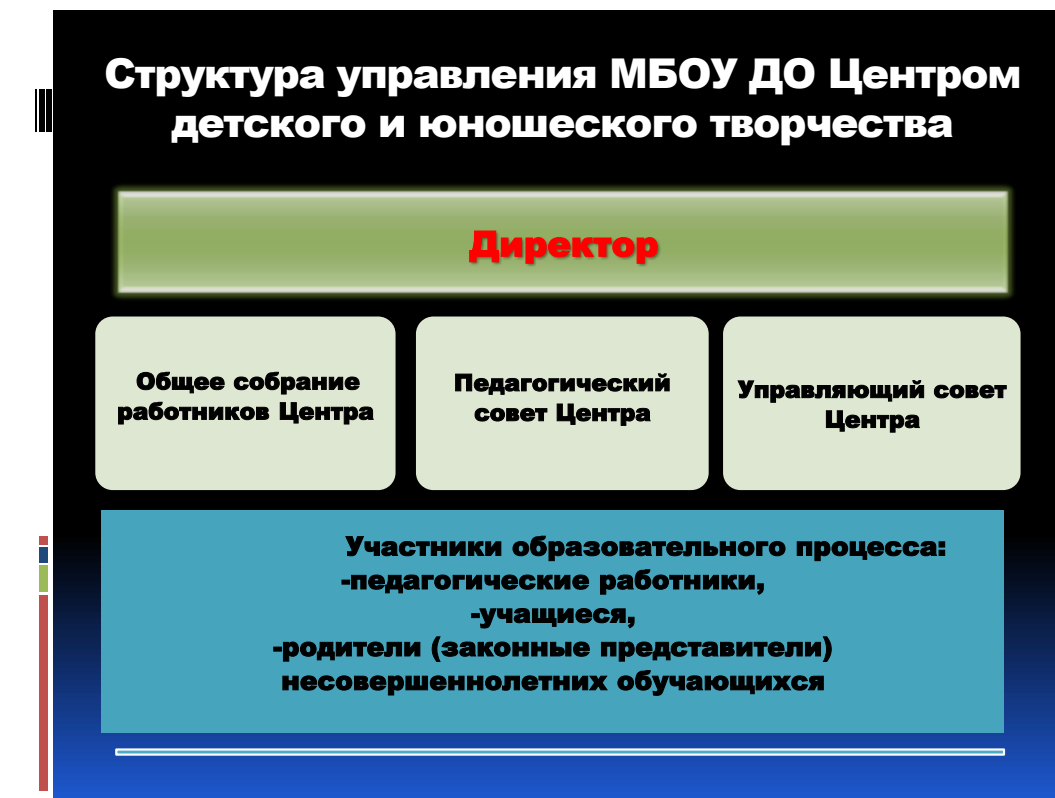 Структура управления МБОУ ДО Центром
детского и юношеского творчества
Директор
Общее собрание
работников Центра
Педагогический
совет Центра
Управляющий совет
Центра
Участники образовательного процесса:
-педагогические работники,
-учащиеся,
-родители (законные представители)
несовершеннолетних обучающихся